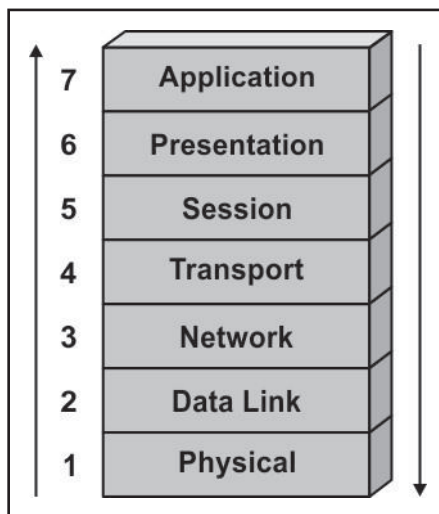 7 Application
6 Presentation
5 Session
4 Transport
3 Network
2 Data Link
1 Physical